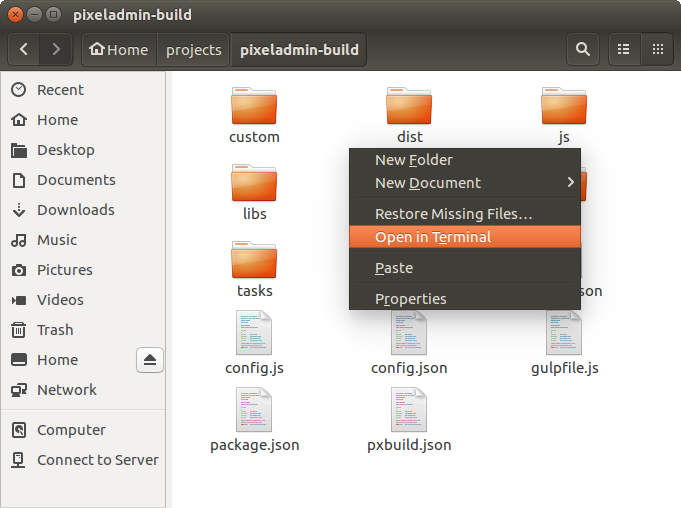 pixeladmin-build
Home projects pixeladmin-build
Recent
Home
Desktop
Documents
Downloads
Music
Pictures
Videos
Trash
Home
Network
Computer
Connect to Server
custom dist js
libs
tasks son
config.js config.json gulpfile.js
package.json pxbuild.json
New Folder
New Document
Restore Missing Files...
Open in Terminal
Paste
Properties